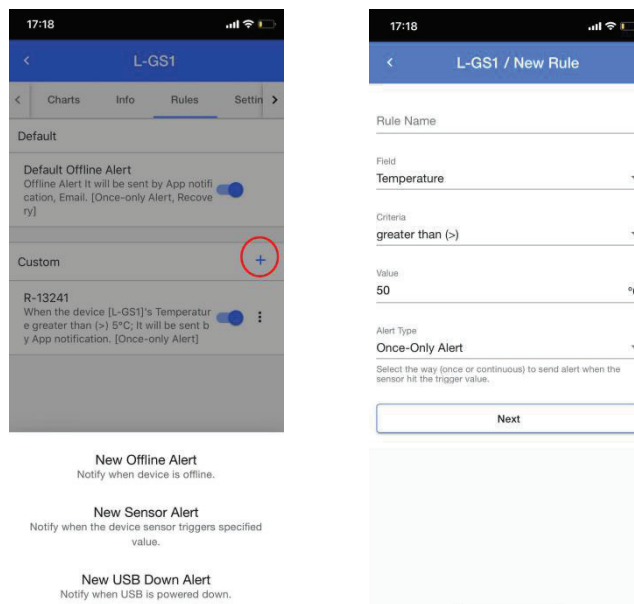 17:18
L-GS1
Charts Info Rules Settin
Default
Default Offline Alert
Offline Alert It will be sent by App notifi
cation, Email. [Once-only Alert, Recove
ry]
Custom
+
R-13241
When the device [L-GS1]'s Temperatur
e greater than (>) 5°C; It will be sent b
y App notification. [Once-only Alert]
New Offline Alert
Notify when device is offline.
New Sensor Alert
Notify when the device sensor triggers specified
value.
New USB Down Alert
Notify when USB is powered down.
17:18
L-GS1 / New Rule
Rule Name
Field
Temperature
Criteria
greater than (>)
Value
50
Alert Type
Once-Only Alert
Select the way (once or continuous) to send alert when the
sensor hit the trigger value.
Next